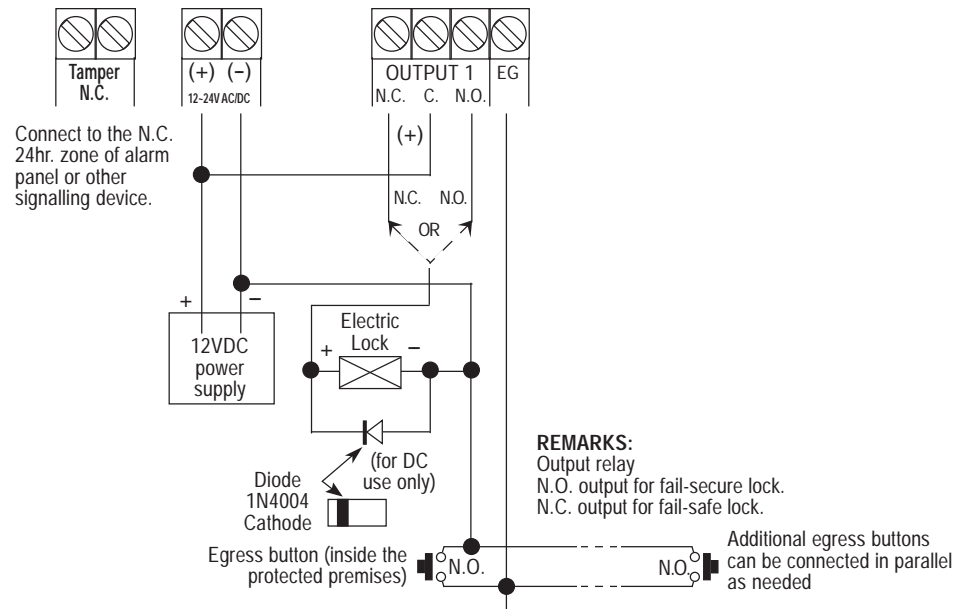 Tamper
N.C.
(+) (−)
12~24V AC/DC
OUTPUT 1
EG
N.C. C. N.O.
(+)
Connect to the N.C.
24hr. zone of alarm
panel or other
signalling device.
N.C. N.O.
OR
+ −
12VDC
power
supply
Electric
Lock
+ −
(for DC
use only)
Diode
1N4004
Cathode
REMARKS:
Output relay
N.O. output for fail-secure lock.
N.C. output for fail-safe lock.
Egress button (inside the
protected premises)
N.O.
N.O.
Additional egress buttons
can be connected in parallel
as needed